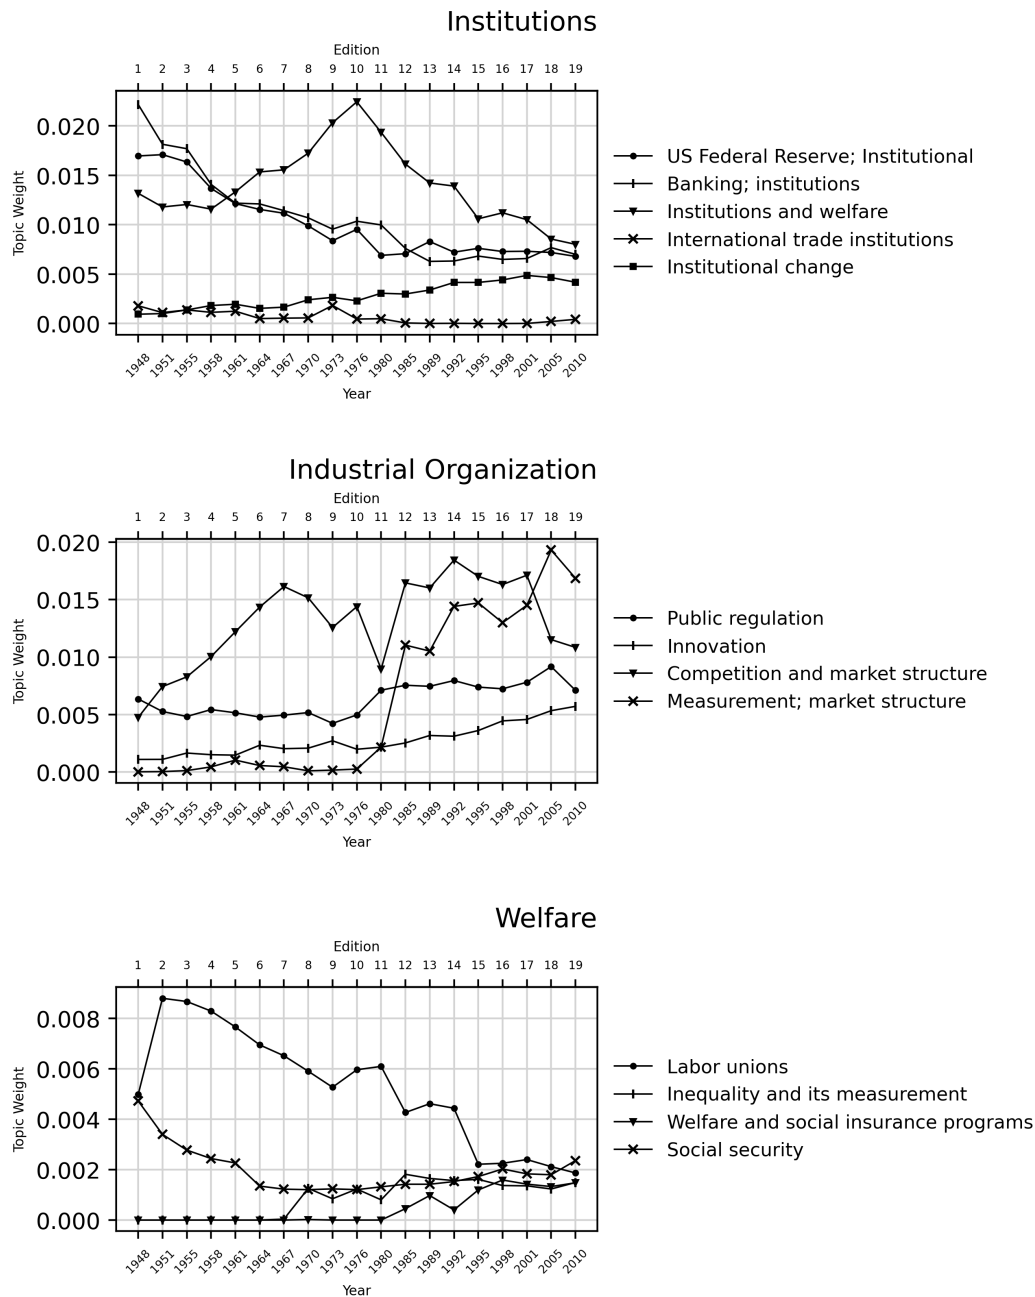 Institutions
Edition
1 2 3 4 5 6 7 8 9 10 11 12 13 14 15 16 17 18 19
0.020
0.015
0.010
0.005
0.000
Topic Weight
1948 1951 1955 1958 1961 1964 1967 1970 1973 1976 1980 1985 1989 1992 1995 1998 2001 2005 2010
Year
US Federal Reserve; Institutional
Banking; institutions
Institutions and welfare
International trade institutions
Institutional change
Industrial Organization
Edition
1 2 3 4 5 6 7 8 9 10 11 12 13 14 15 16 17 18 19
0.020
0.015
0.010
0.005
0.000
Topic Weight
1948 1951 1955 1958 1961 1964 1967 1970 1973 1976 1980 1985 1989 1992 1995 1998 2001 2005 2010
Year
Public regulation
Innovation
Competition and market structure
Measurement; market structure
Welfare
Edition
1 2 3 4 5 6 7 8 9 10 11 12 13 14 15 16 17 18 19
0.008
0.006
0.004
0.002
0.000
Topic Weight
1948 1951 1955 1958 1961 1964 1967 1970 1973 1976 1980 1985 1989 1992 1995 1998 2001 2005 2010
Year
Labor unions
Inequality and its measurement
Welfare and social insurance programs
Social security